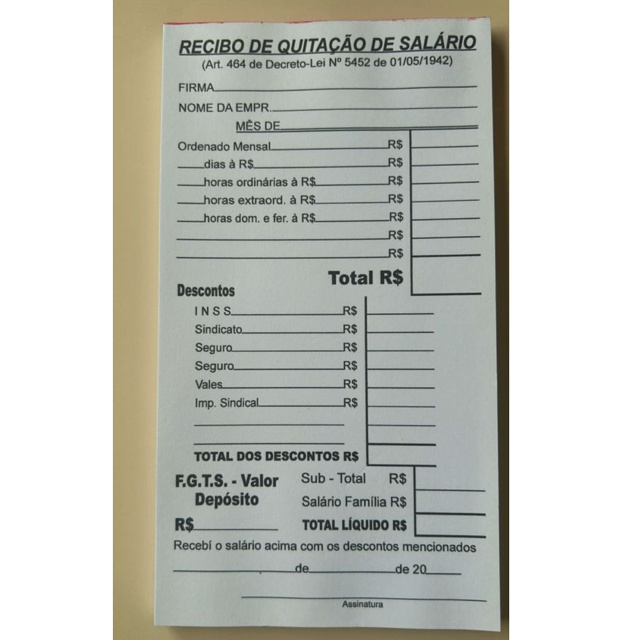 RECIBO DE QUITAÇÃO DE SALÁRIO
(Art. 464 de Decreto-Lei Nº 5452 de 01/05/1942)
FIRMA
NOME DA EMPR.
MÊS DE
Ordenado Mensal R$
dias à R$ R$
horas ordinárias à R$ R$
horas extraord. à R$ R$
horas dom. e fer. à R$ R$
R$
R$
Total R$
Descontos
I N S S R$
Sindicato R$
Seguro R$
Seguro R$
Vales R$
Imp. Sindical R$
TOTAL DOS DESCONTOS R$
F.G.T.S. - Valor Sub - Total R$
Depósito Salário Família R$
R$ TOTAL LÍQUIDO R$
Recebí o salário acima com os descontos mencionados
de de 20
Assinatura